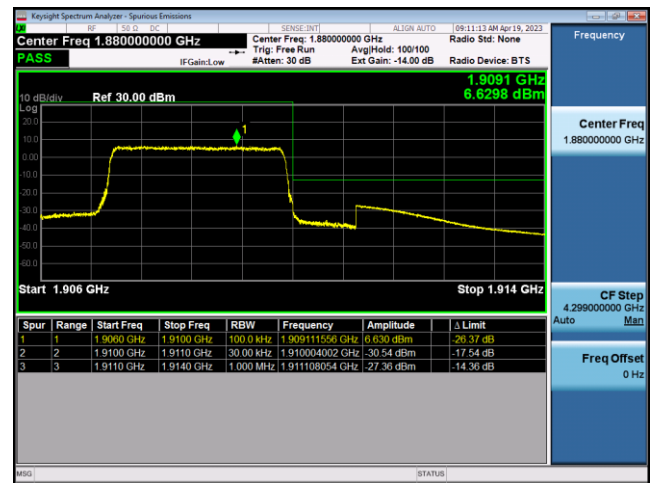 Keysight Spectrum Analyzer - Spurious Emissions
RF 50 Ω DC SENSE:INT ALIGN AUTO 09:11:13 AM Apr 19, 2023
Center Freq 1.880000000 GHz Center Freq: 1.880000000 GHz Radio Std: None
Trig: Free Run Avg|Hold: 100/100
PASS IFGain:Low #Atten: 30 dB Ext Gain: -14.00 dB Radio Device: BTS
1.9091 GHz
10 dB/div Ref 30.00 dBm 6.6298 dBm
Log
20.0
1
10.0
0.00
-10.0
-20.0
-30.0
-40.0
-50.0
-60.0
Start 1.906 GHz Stop 1.914 GHz
Spur Range Start Freq Stop Freq RBW Frequency Amplitude Δ Limit
1 1 1.9060 GHz 1.9100 GHz 100.0 kHz 1.909111556 GHz 6.630 dBm -26.37 dB
2 2 1.9100 GHz 1.9110 GHz 30.00 kHz 1.910004002 GHz -30.54 dBm -17.54 dB
3 3 1.9110 GHz 1.9140 GHz 1.000 MHz 1.911108054 GHz -27.36 dBm -14.36 dB
MSG STATUS
Frequency
Center Freq
1.880000000 GHz
CF Step
4.299000000 GHz
Auto Man
Freq Offset
0 Hz